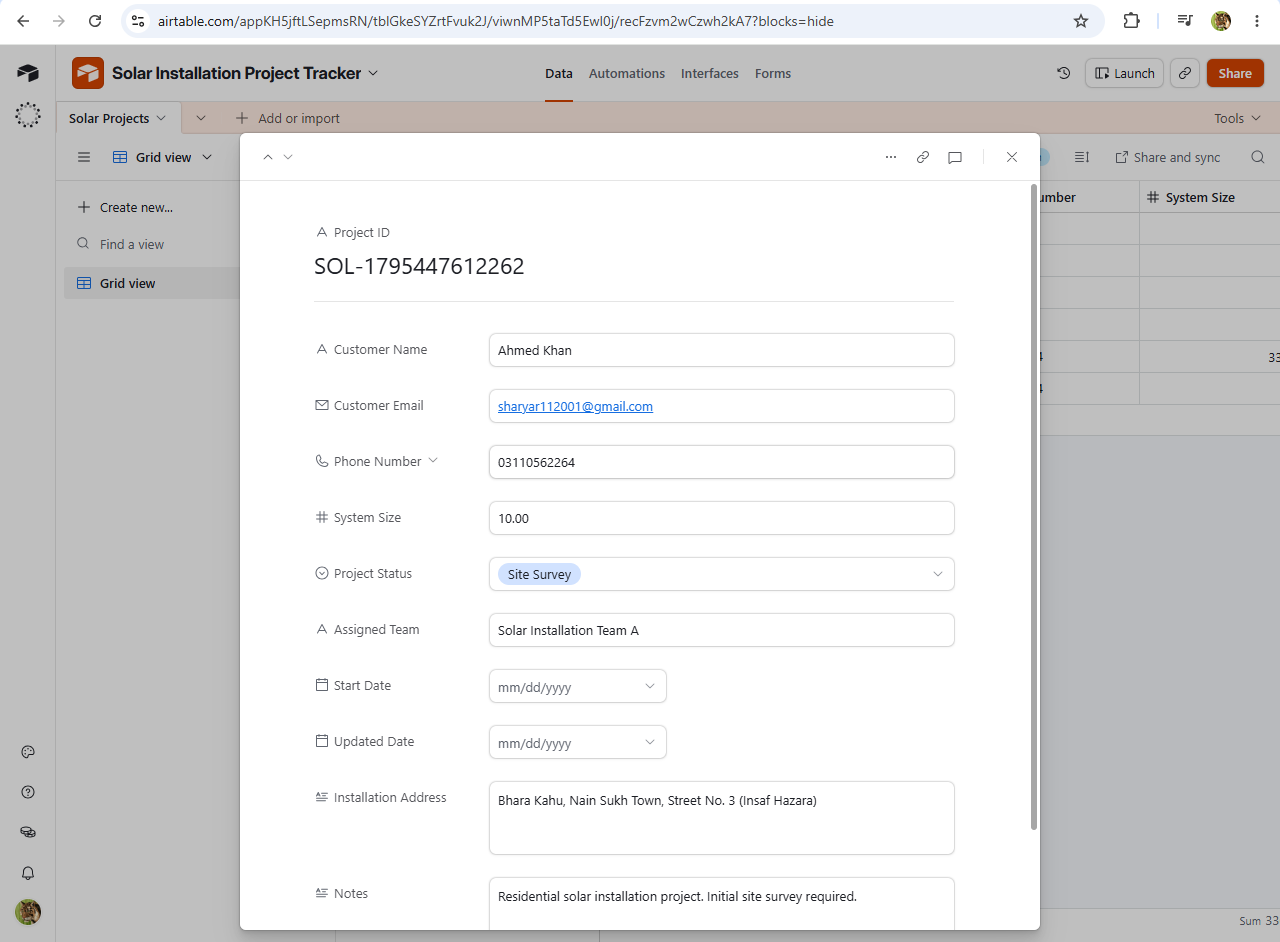 airtable.com/appKH5jftLSepmsRN/tblGkeSYZrtFvuk2J/viwnMP5taTd5EwI0j/recFzvm2wCzwh2kA7?blocks=hide
Solar Installation Project Tracker
Data Automations Interfaces Forms
Launch
Share
Solar Projects
Add or import
Tools
Grid view
Share and sync
Create new...
Find a view
Grid view
System Size
Project ID
SOL-1795447612262
Customer Name
Ahmed Khan
Customer Email
sharyar112001@gmail.com
Phone Number
03110562264
System Size
10.00
Project Status
Site Survey
Assigned Team
Solar Installation Team A
Start Date
mm/dd/yyyy
Updated Date
mm/dd/yyyy
Installation Address
Bhara Kahu, Nain Sukh Town, Street No. 3 (Insaf Hazara)
Notes
Residential solar installation project. Initial site survey required.
Sum 33